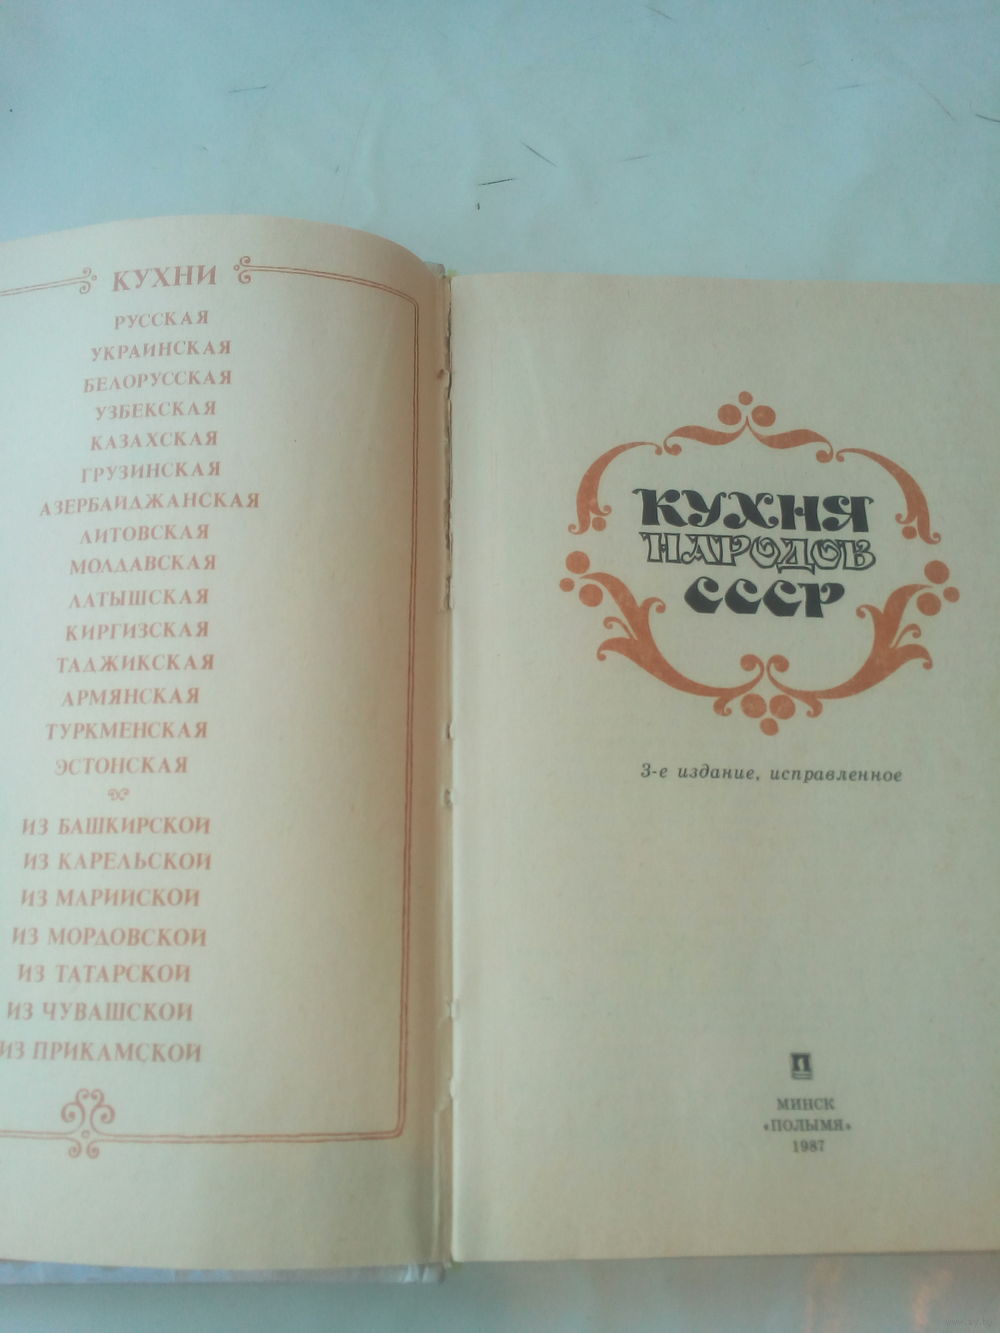 КУХНИ
РУССКАЯ
УКРАИНСКАЯ
БЕЛОРУССКАЯ
УЗБЕКСКАЯ
КАЗАХСКАЯ
ГРУЗИНСКАЯ
АЗЕРБАЙДЖАНСКАЯ
ЛИТОВСКАЯ
МОЛДАВСКАЯ
ЛАТЫШСКАЯ
КИРГИЗСКАЯ
ТАДЖИКСКАЯ
АРМЯНСКАЯ
ТУРКМЕНСКАЯ
ЭСТОНСКАЯ
ИЗ БАШКИРСКОЙ
ИЗ КАРЕЛЬСКОЙ
ИЗ МАРИЙСКОЙ
ИЗ МОРДОВСКОЙ
ИЗ ТАТАРСКОЙ
ИЗ ЧУВАШСКОЙ
ИЗ ПРИКАМСКОЙ
КУХНЯ
НАРОДОВ
СССР
3-е издание, исправленное
МИНСК
«ПОЛЫМЯ»
1987